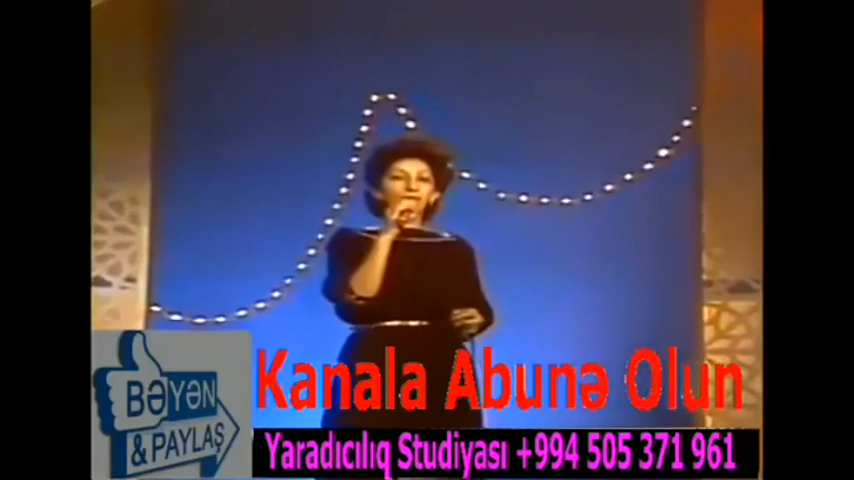 BƏYƏN
& PAYLAŞ
Kanala Abunə Olun
Yaradıcılıq Studiyası +994 505 371 961